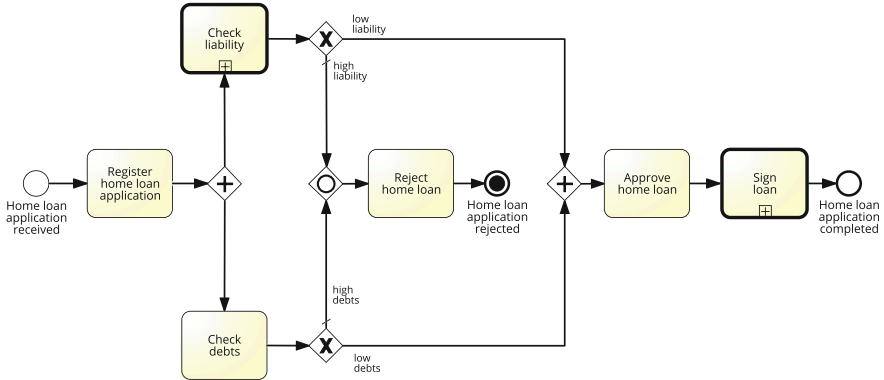 Home loan
application
received
Register
home loan
application
Check
liability
low
liability
high
liability
Reject
home loan
Home loan
application
rejected
high
debts
Check
debts
low
debts
Approve
home loan
Sign
loan
Home loan
application
completed